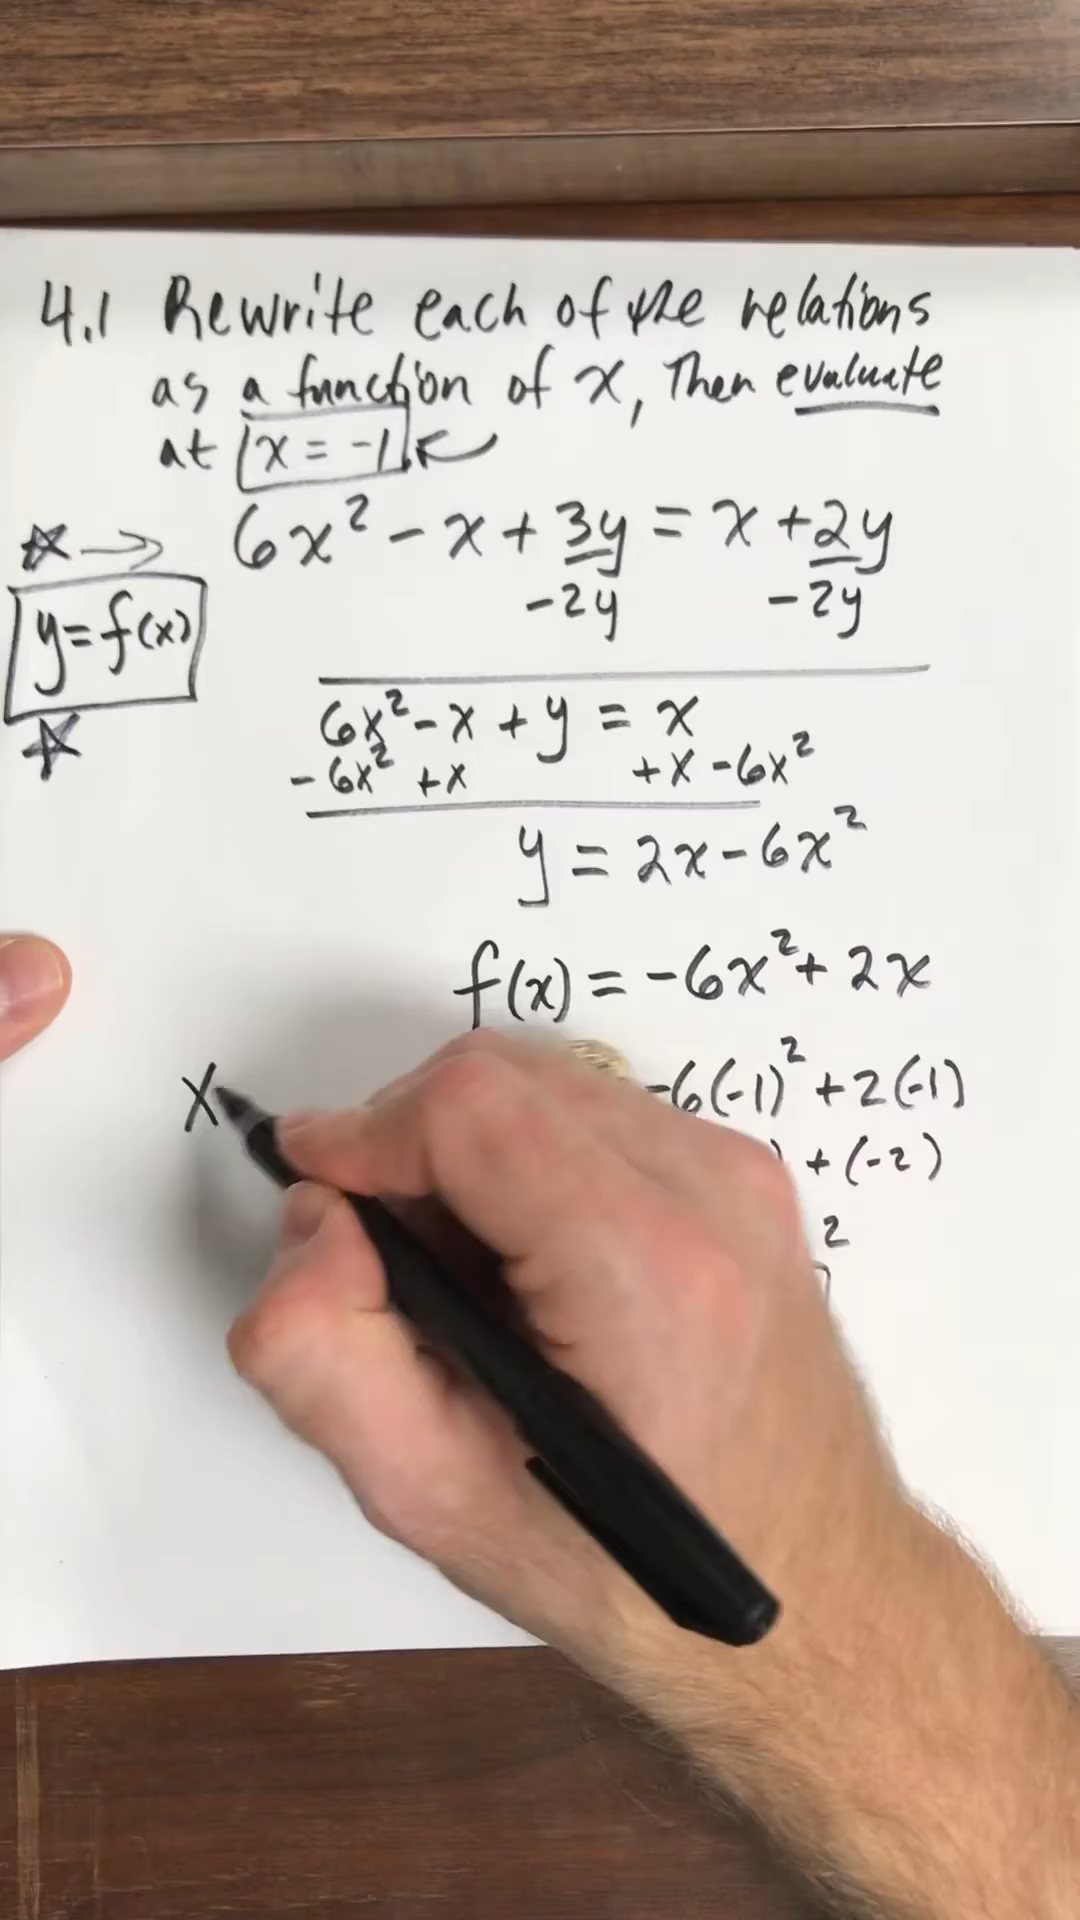 4.1 Rewrite each of the relations
as a function of x, then evaluate
at x = -1.
6x² - x + 3y = x + 2y
-2y -2y
y = f(x)
6x² - x + y = x
-6x² +x +x -6x²
y = 2x - 6x²
f(x) = -6x² + 2x
x -6(-1)² + 2(-1)
) + (-2)
2